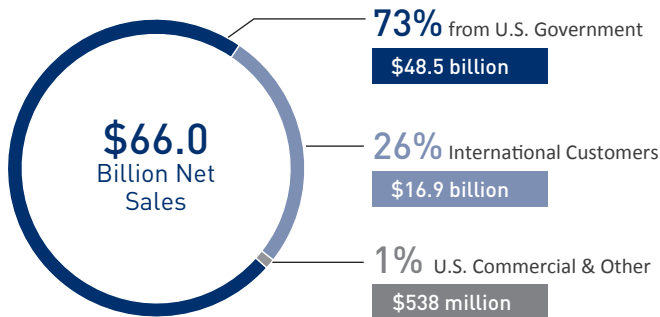 $66.0
Billion Net
Sales
73% from U.S. Government
$48.5 billion
26% International Customers
$16.9 billion
1% U.S. Commercial & Other
$538 million